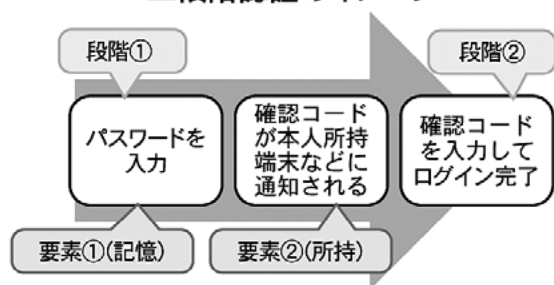 段階①
段階②
パスワードを
入力
確認コード
が本人所持
端末などに
通知される
確認コード
を入力して
ログイン完了
要素①(記憶)
要素②(所持)